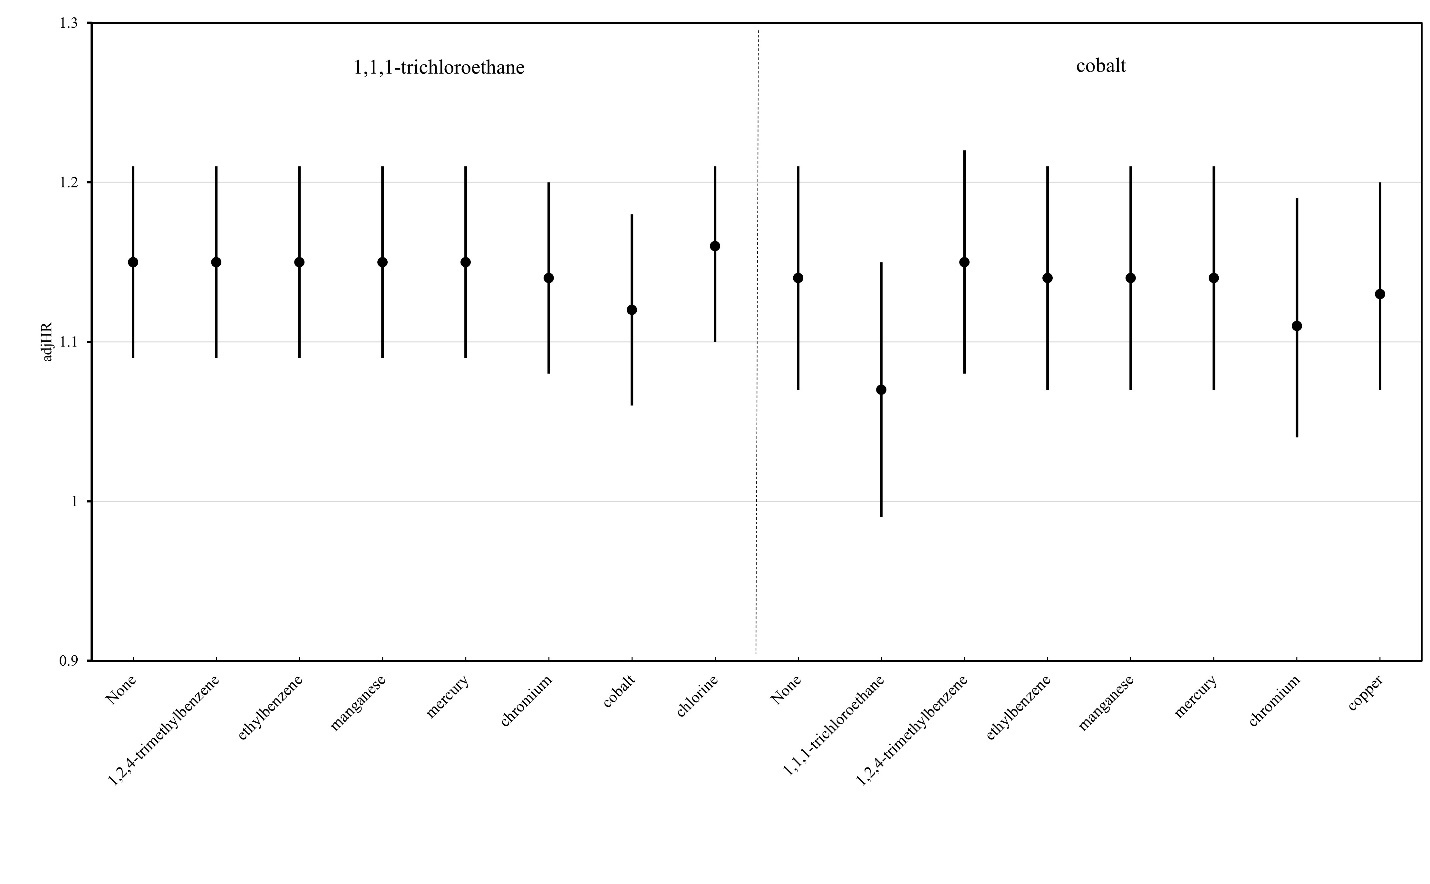 1.3
1.2
1.1
1
0.9
adjHR
1,1,1-trichloroethane
cobalt
None
1,2,4-trimethylbenzene
ethylbenzene
manganese
mercury
chromium
cobalt
chlorine
None
1,1,1-trichloroethane
1,2,4-trimethylbenzene
ethylbenzene
manganese
mercury
chromium
copper